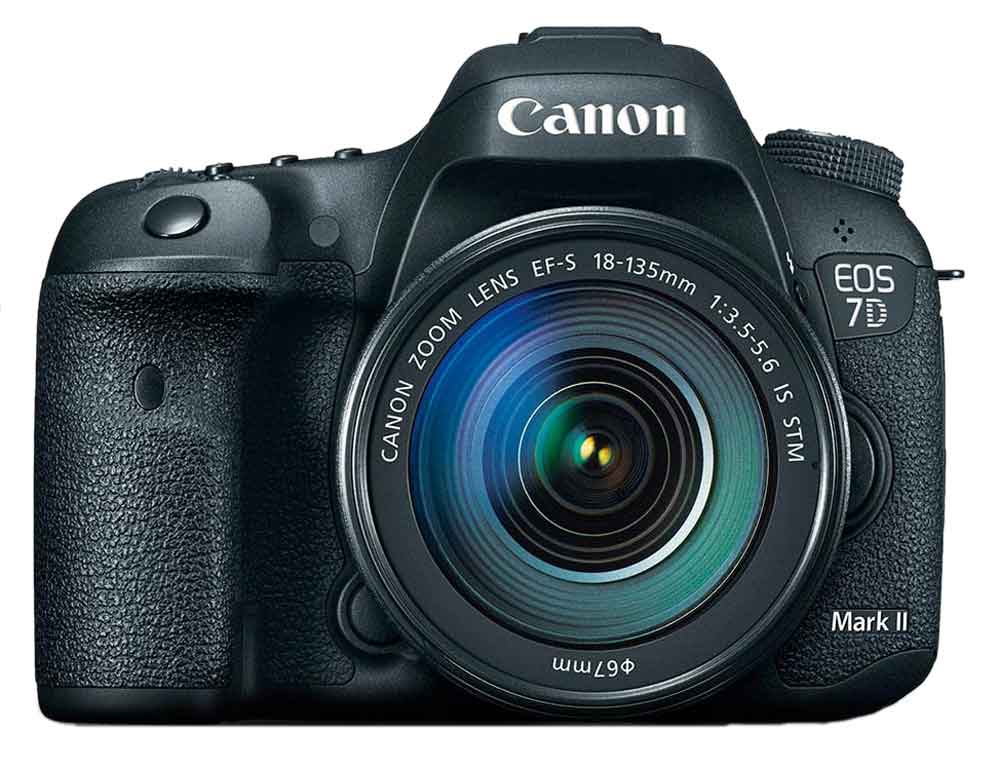 Canon
EOS
7D
CANON ZOOM LENS EF-S 18-135mm 1:3.5-5.6 IS STM
Mark II
φ67mm